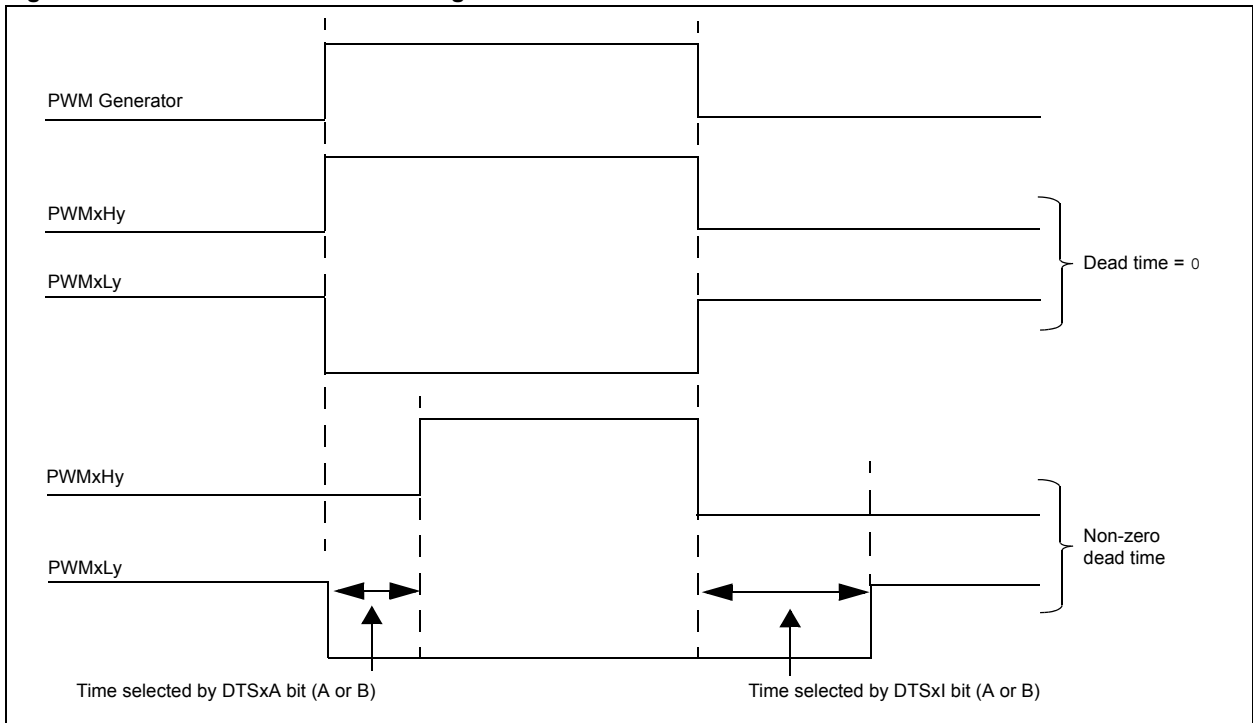 PWM Generator
PWMxHy
PWMxLy
Dead time = 0
PWMxHy
PWMxLy
Non-zero
dead time
Time selected by DTSxA bit (A or B)
Time selected by DTSxI bit (A or B)